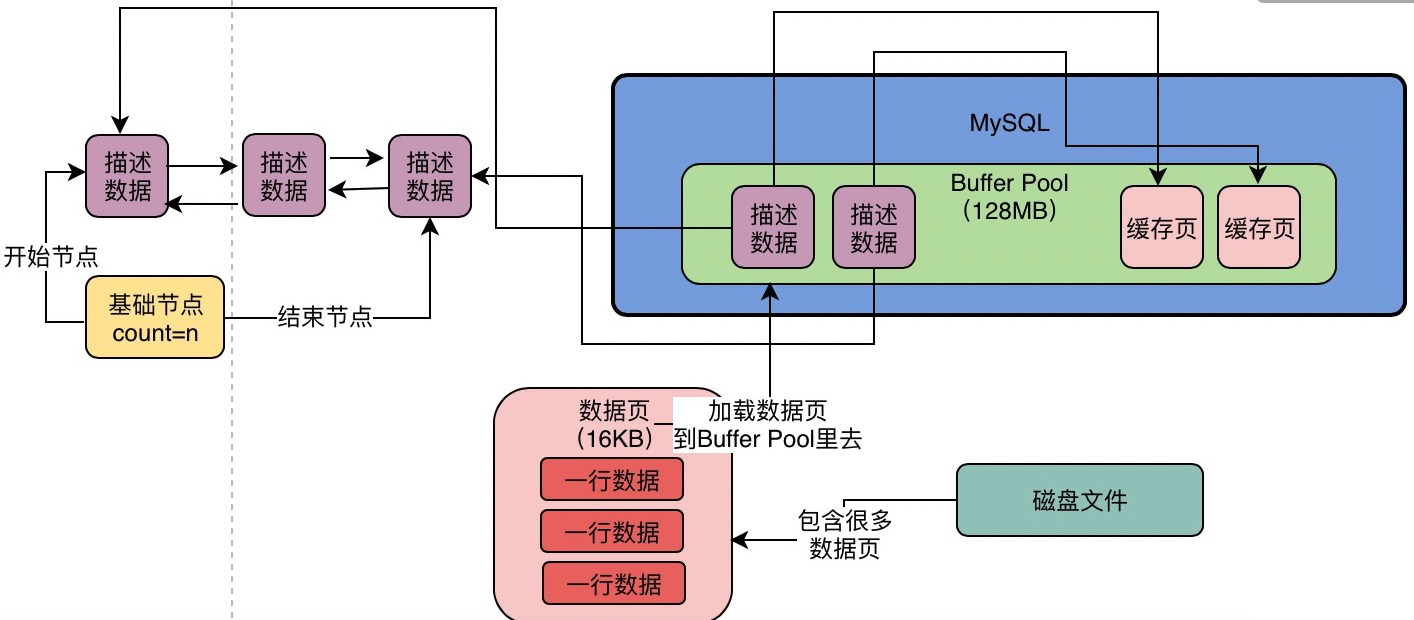 MySQL
描述
数据
描述
数据
描述
数据
Buffer Pool
（128MB）
描述
数据
描述
数据
缓存页
缓存页
开始节点
基础节点
count=n
结束节点
数据页
（16KB）
加载数据页
到Buffer Pool里去
一行数据
一行数据
一行数据
包含很多
数据页
磁盘文件